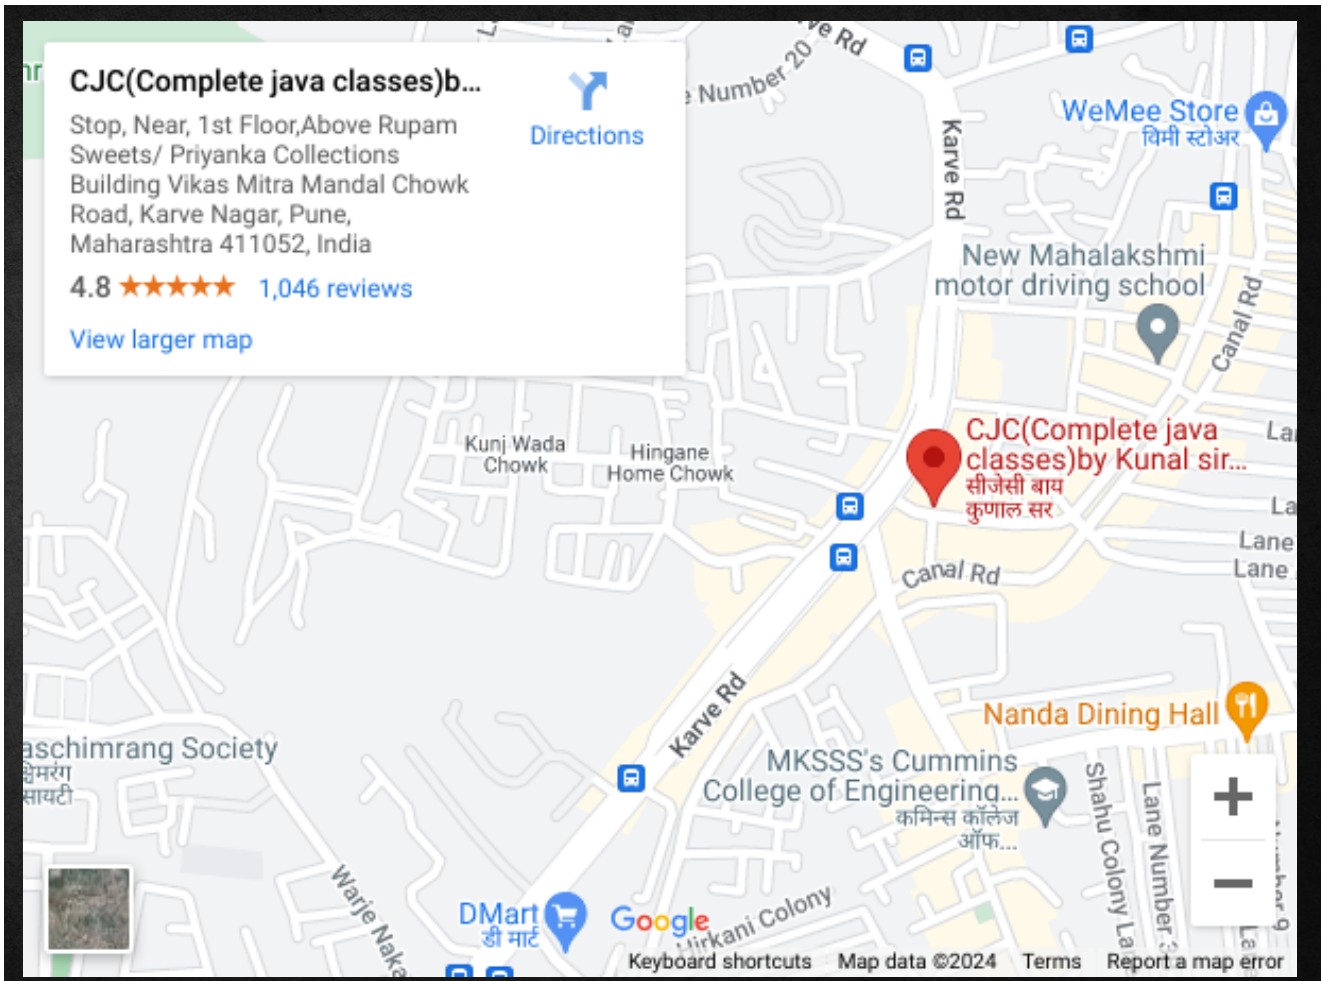 CJC(Complete java classes)b...
Stop, Near, 1st Floor,Above Rupam
Sweets/ Priyanka Collections
Building Vikas Mitra Mandal Chowk
Road, Karve Nagar, Pune,
Maharashtra 411052, India
4.8
1,046 reviews
View larger map
Directions
Karve Rd
Number 20
WeMee Store
विमी स्टोअर
Karve Rd
New Mahalakshmi
motor driving school
Canal Rd
CJC(Complete java
classes)by Kunal sir...
सीजेसी बाय
कुणाल सर
Kunj Wada
Chowk
Hingane
Home Chowk
Lane
Lane
Canal Rd
Karve Rd
Nanda Dining Hall
MKSSS's Cummins
College of Engineering...
कमिन्स कॉलेज
ऑफ...
aschimrang Society
सायटी
Shahu Colony La
Lane Number
Warje Naka
DMart
डी मार्ट
Google
Hirkani Colony
Keyboard shortcuts
Map data ©2024
Terms
Report a map error